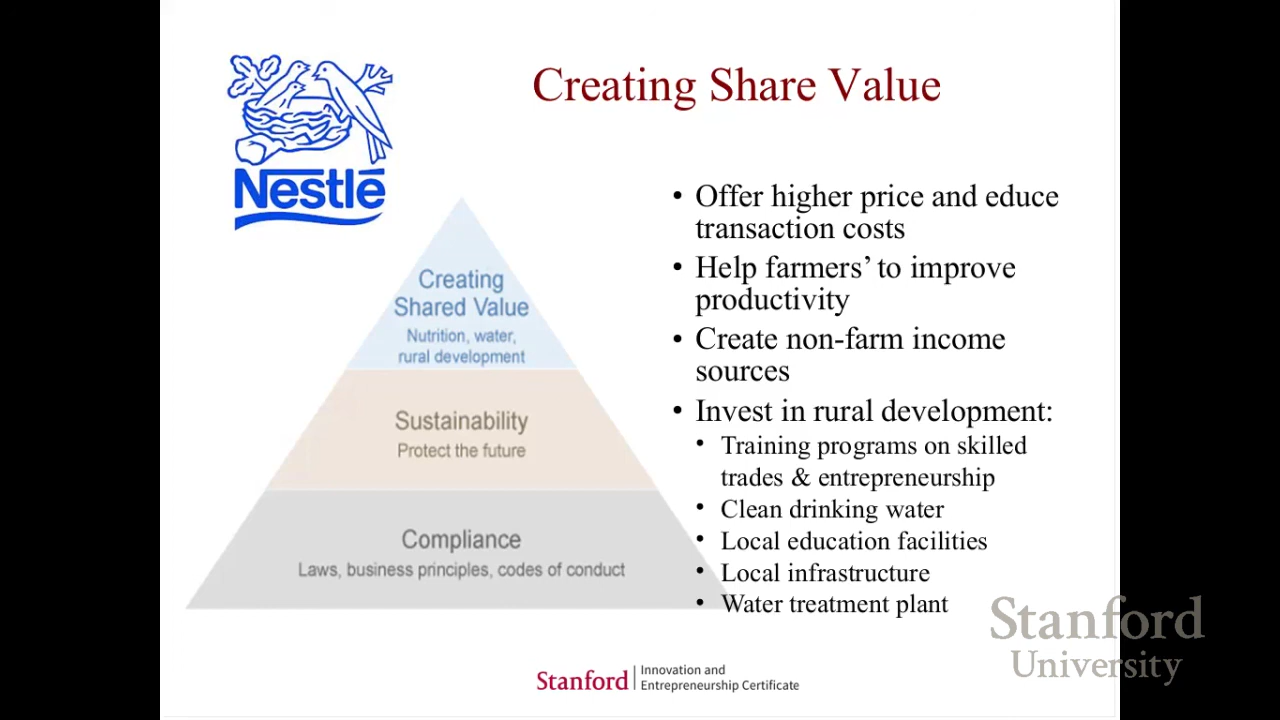 Nestlé
Creating Share Value
Creating
Shared Value
Nutrition, water,
rural development
Sustainability
Protect the future
Compliance
Laws, business principles, codes of conduct
• Offer higher price and educe
transaction costs
• Help farmers’ to improve
productivity
• Create non-farm income
sources
• Invest in rural development:
• Training programs on skilled
trades & entrepreneurship
• Clean drinking water
• Local education facilities
• Local infrastructure
• Water treatment plant
Stanford
University
Stanford | Innovation and
Entrepreneurship Certificate